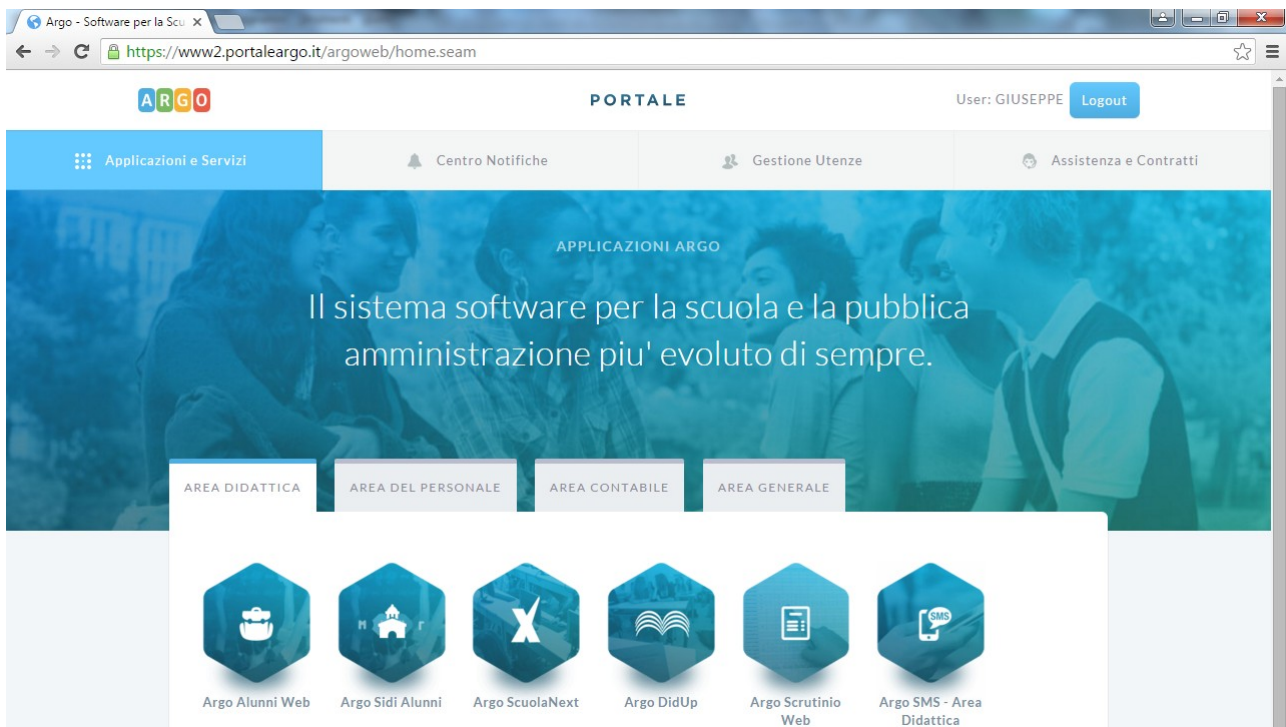 Argo - Software per la Scu
https://www2.portaleargo.it/argoweb/home.seam
ARGO
PORTALE
User: GIUSEPPE Logout
Applicazioni e Servizi
Centro Notifiche
Gestione Utenze
Assistenza e Contratti
APPLICAZIONI ARGO
Il sistema software per la scuola e la pubblica
amministrazione piu' evoluto di sempre.
AREA DIDATTICA
AREA DEL PERSONALE
AREA CONTABILE
AREA GENERALE
M r
X
SMS
Argo Alunni Web
Argo Sidi Alunni
Argo ScuolaNext
Argo DidUp
Argo Scrutinio
Web
Argo SMS - Area
Didattica